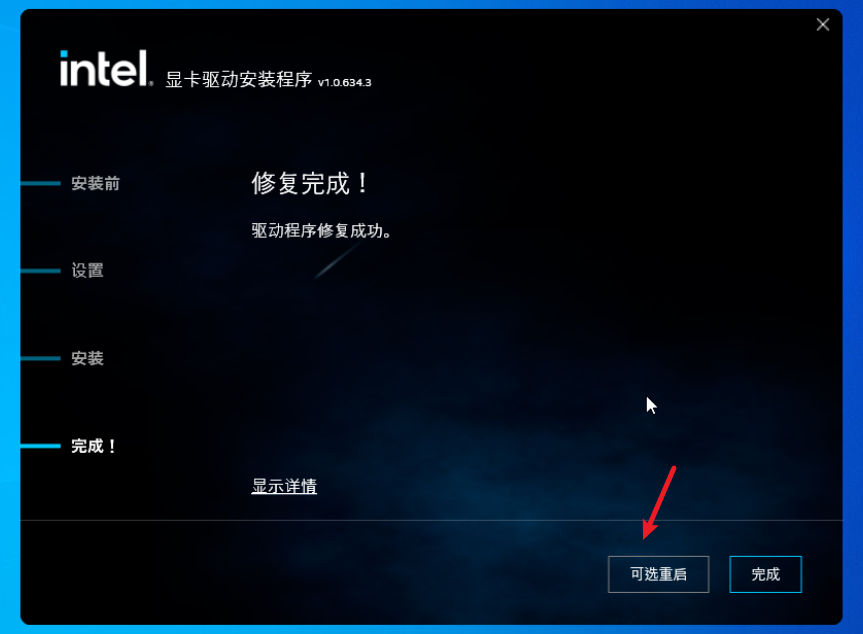 intel. 显卡驱动安装程序 v1.0.634.3
安装前
修复完成！
驱动程序修复成功。
设置
安装
完成！
显示详情
可选重启
完成